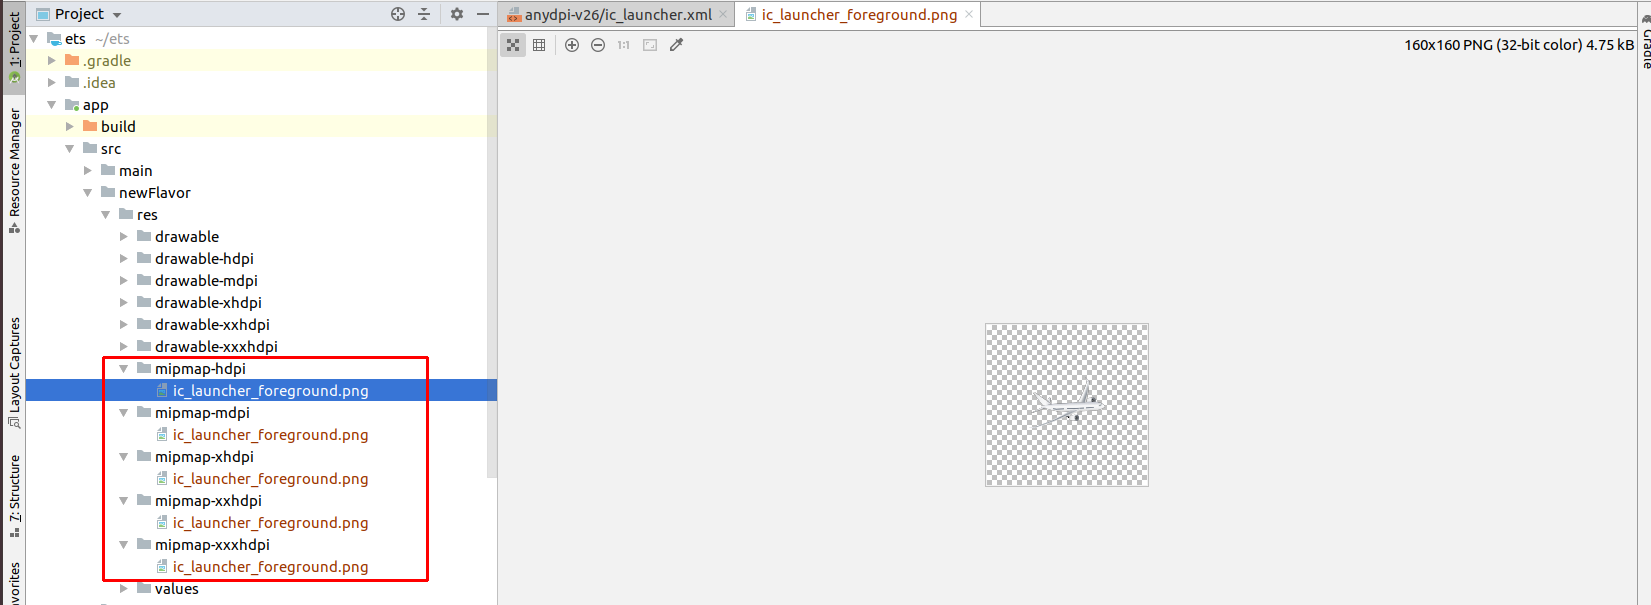 Project
anydpi-v26/ic_launcher.xml
ic_launcher_foreground.png
1: Project
Resource Manager
Layout Captures
7: Structure
avorites
ets ~/ets
.gradle
.idea
app
build
src
main
newFlavor
res
drawable
drawable-hdpi
drawable-mdpi
drawable-xhdpi
drawable-xxhdpi
drawable-xxxhdpi
mipmap-hdpi
ic_launcher_foreground.png
mipmap-mdpi
ic_launcher_foreground.png
mipmap-xhdpi
ic_launcher_foreground.png
mipmap-xxhdpi
ic_launcher_foreground.png
mipmap-xxxhdpi
ic_launcher_foreground.png
values
1:1
160x160 PNG (32-bit color) 4.75 kB
Gradle